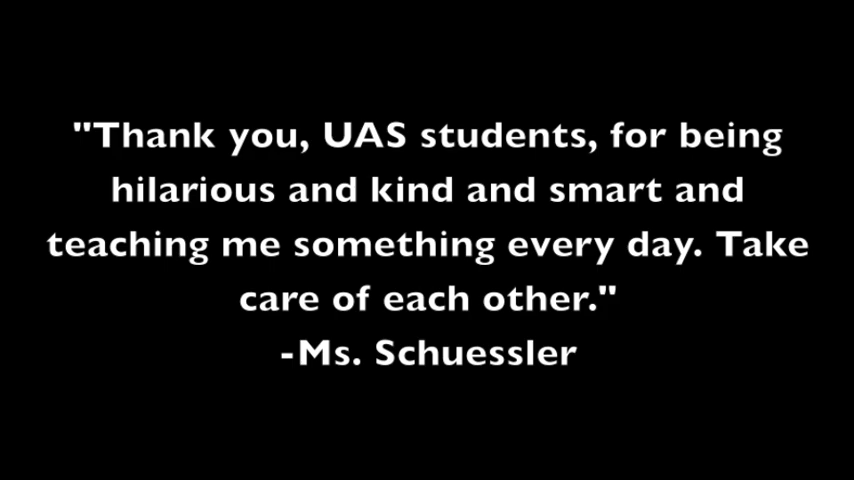 "Thank you, UAS students, for being
hilarious and kind and smart and
teaching me something every day. Take
care of each other."
-Ms. Schuessler